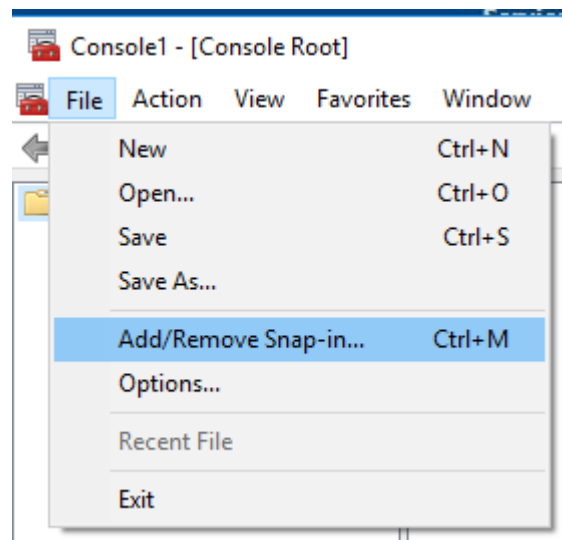 Console1 - [Console Root]
File Action View Favorites Window
New Ctrl+N
Open... Ctrl+O
Save Ctrl+S
Save As...
Add/Remove Snap-in... Ctrl+M
Options...
Recent File
Exit